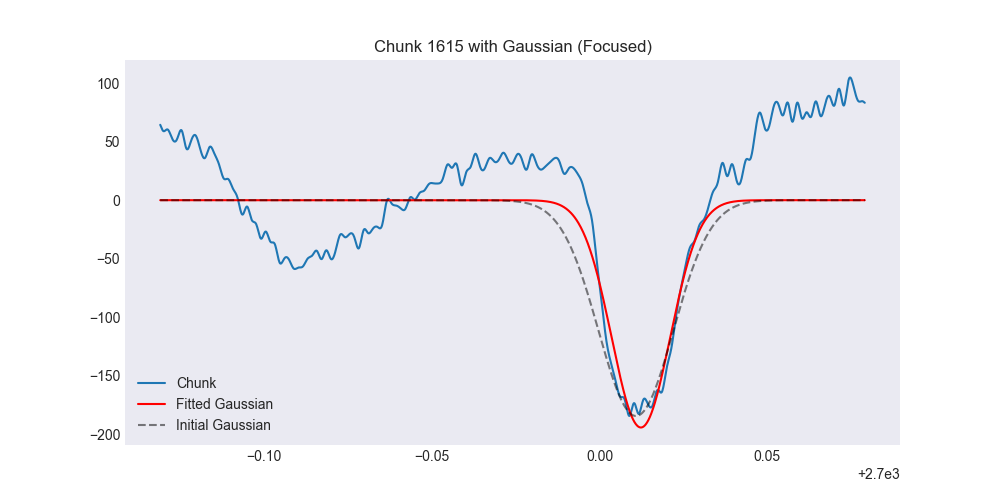 Chunk 1615 with Gaussian (Focused)
100
50
0
−50
−100
−150
−200
Chunk
Fitted Gaussian
Initial Gaussian
−0.10 −0.05 0.00 0.05
+2.7e3